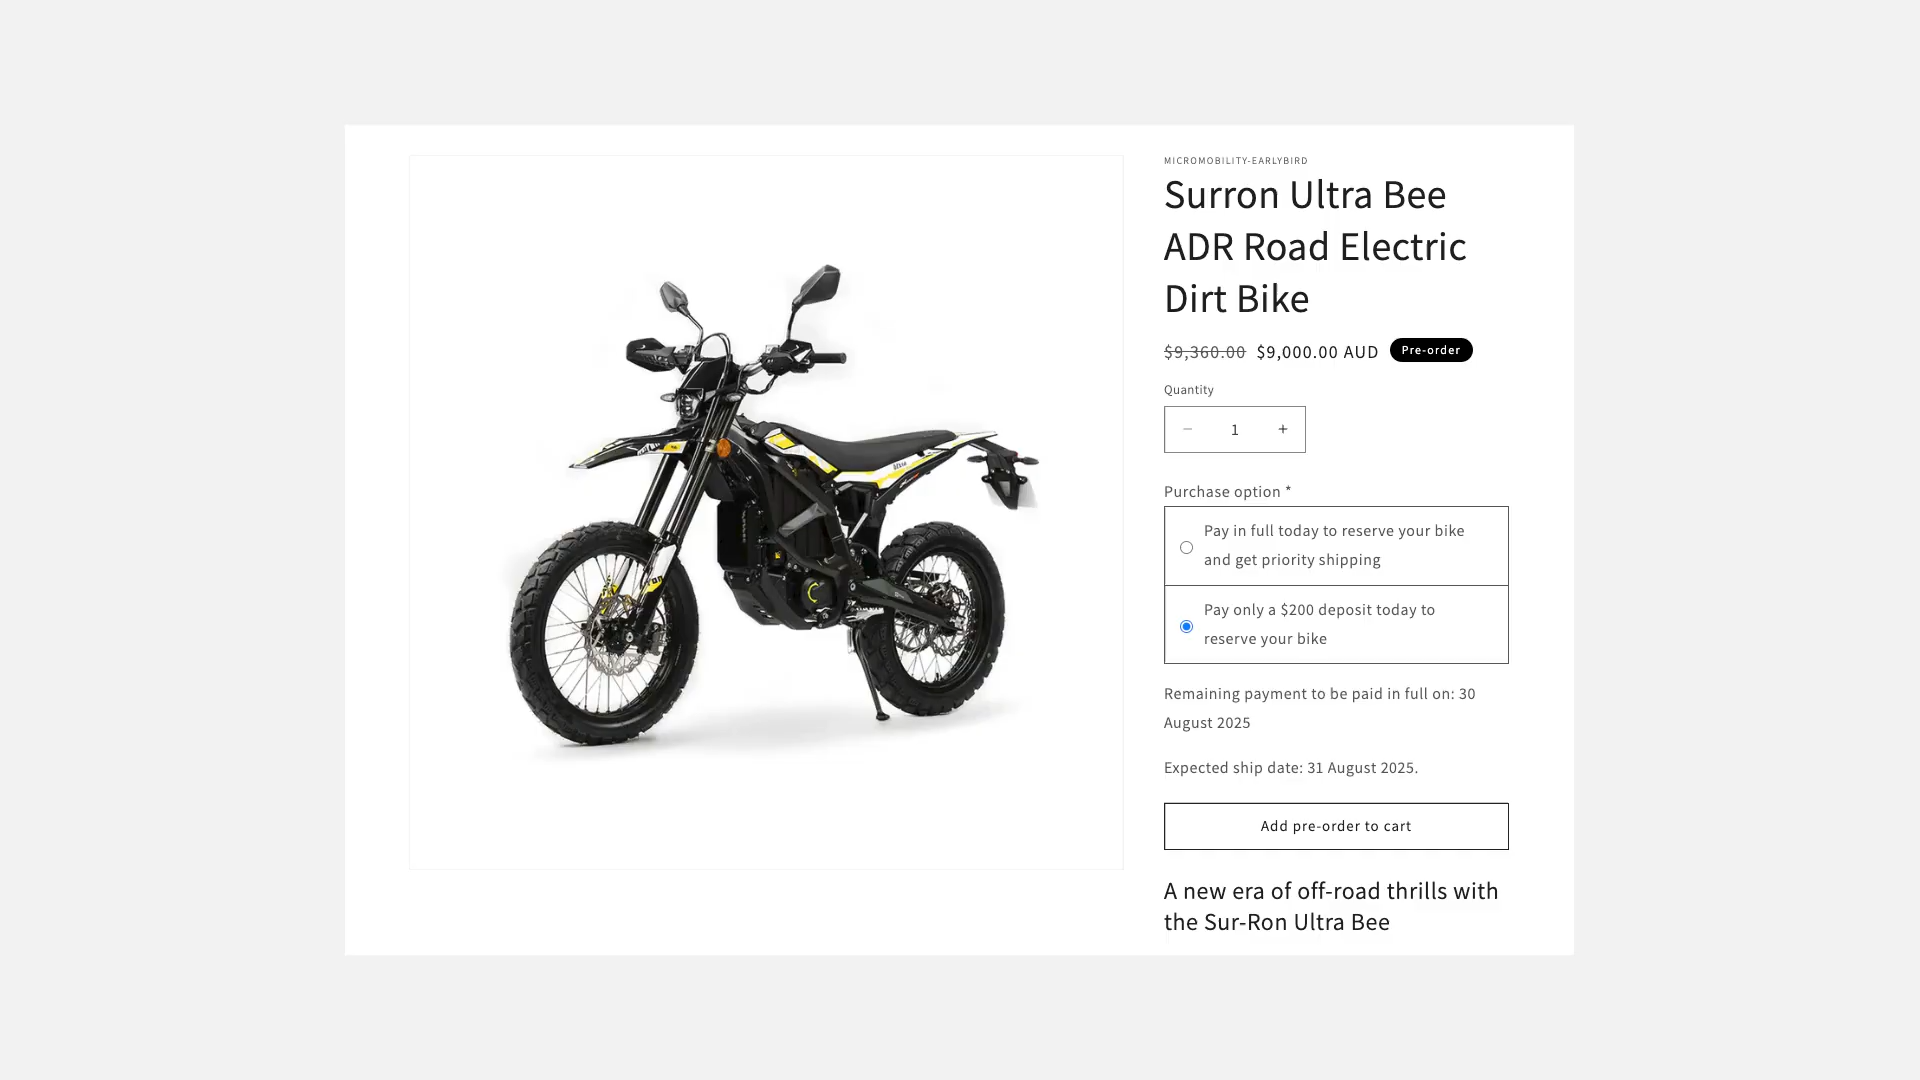 MICROMOBILITY-EARLYBIRD
Surron Ultra Bee
ADR Road Electric
Dirt Bike
$9,360.00 $9,000.00 AUD Pre-order
Quantity
− 1 +
Purchase option *
Pay in full today to reserve your bike
and get priority shipping
Pay only a $200 deposit today to
reserve your bike
Remaining payment to be paid in full on: 30
August 2025
Expected ship date: 31 August 2025.
Add pre-order to cart
A new era of off-road thrills with
the Sur-Ron Ultra Bee